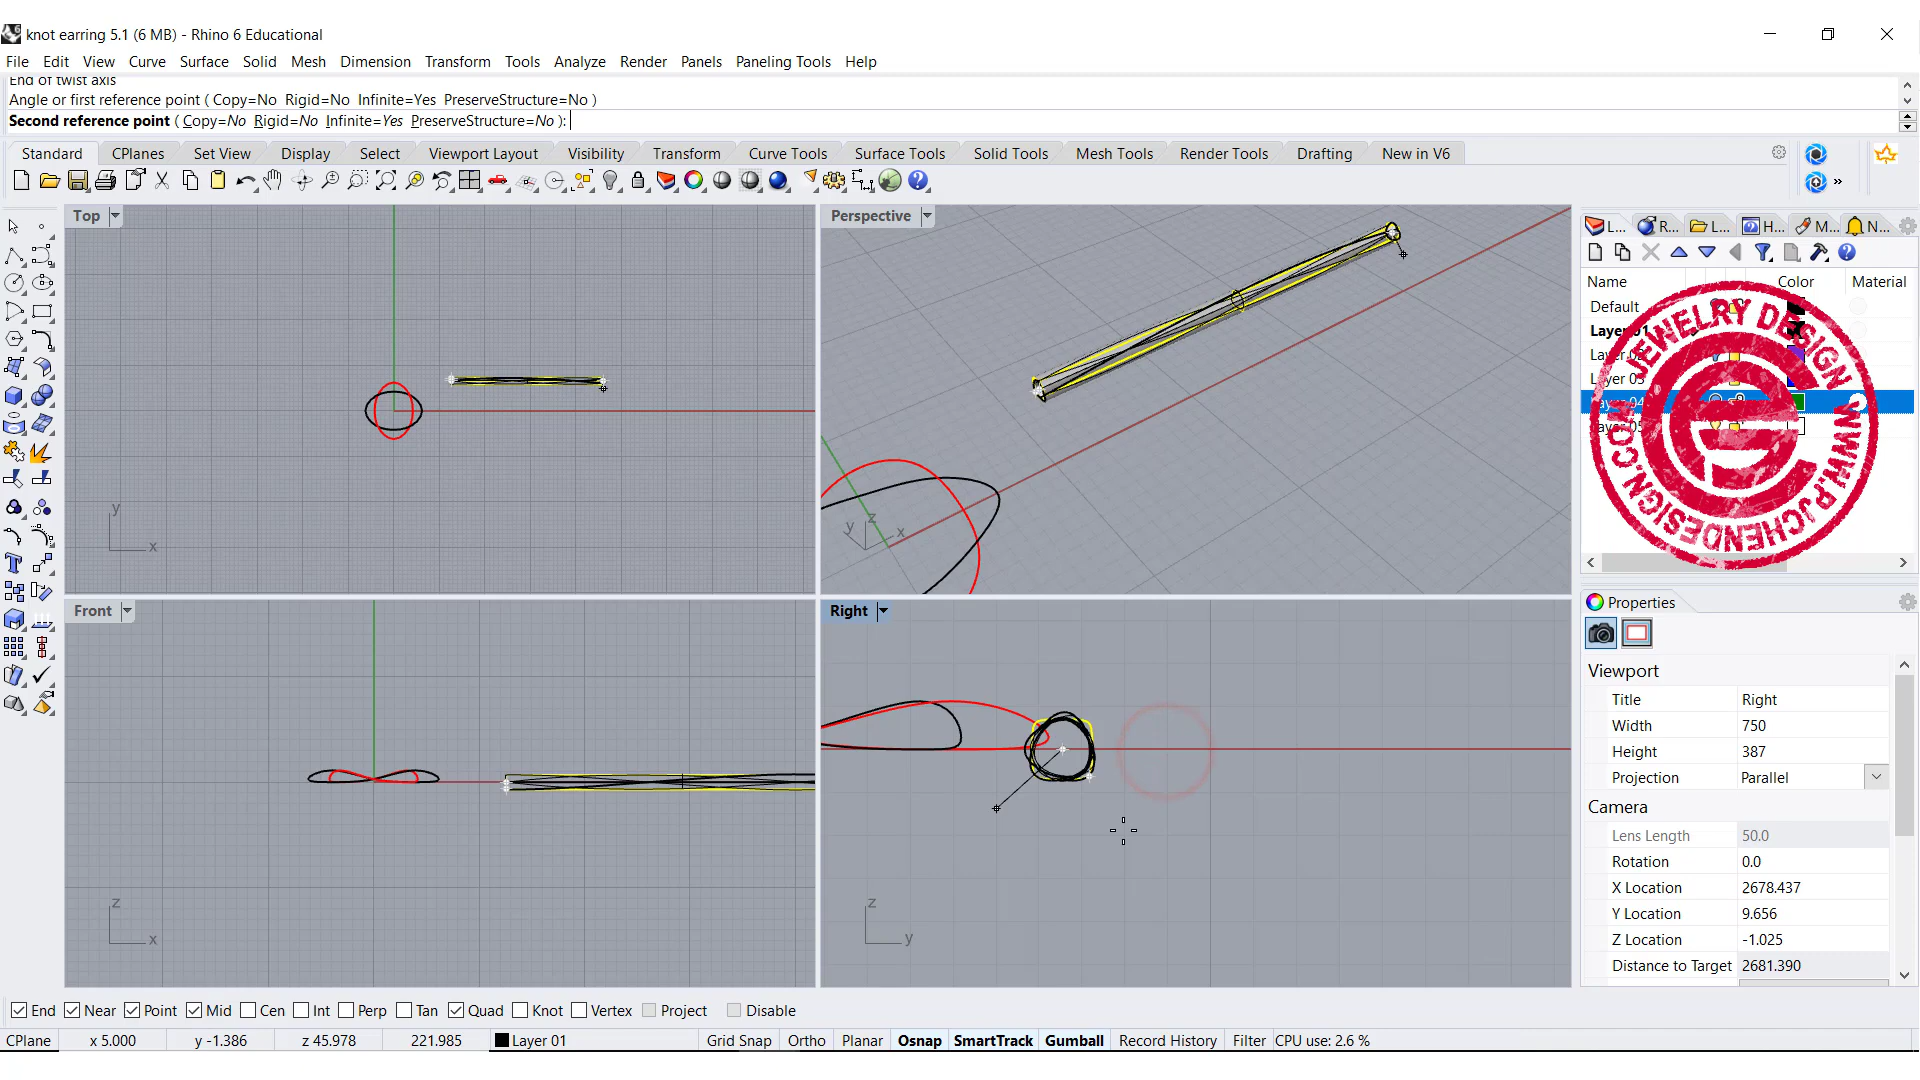 knot earring 5.1 (6 MB) - Rhino 6 Educational
File Edit View Curve Surface Solid Mesh Dimension Transform Tools Analyze Render Panels Paneling Tools Help
End of twist axis
Angle or first reference point ( Copy=No Rigid=No Infinite=Yes PreserveStructure=No )
Second reference point ( Copy=No Rigid=No Infinite=Yes PreserveStructure=No ):
Standard CPlanes Set View Display Select Viewport Layout Visibility Transform Curve Tools Surface Tools Solid Tools Mesh Tools Render Tools Drafting New in V6
Top
Perspective
L... R... L... H... M... N...
Name Color Material
Default
Layer 01
Layer 02
Layer 03
Layer 04
Layer 05
JEWELRY DESIGN
WWW.PJCHENDESIGN.COM
y
x
y z x
Front
Right
z
x
z
y
Properties
Viewport
Title Right
Width 750
Height 387
Projection Parallel
Camera
Lens Length 50.0
Rotation 0.0
X Location 2678.437
Y Location 9.656
Z Location -1.025
Distance to Target 2681.390
End Near Point Mid Cen Int Perp Tan Quad Knot Vertex Project Disable
CPlane x 5.000 y -1.386 z 45.978 221.985 Layer 01 Grid Snap Ortho Planar Osnap SmartTrack Gumball Record History Filter CPU use: 2.6 %